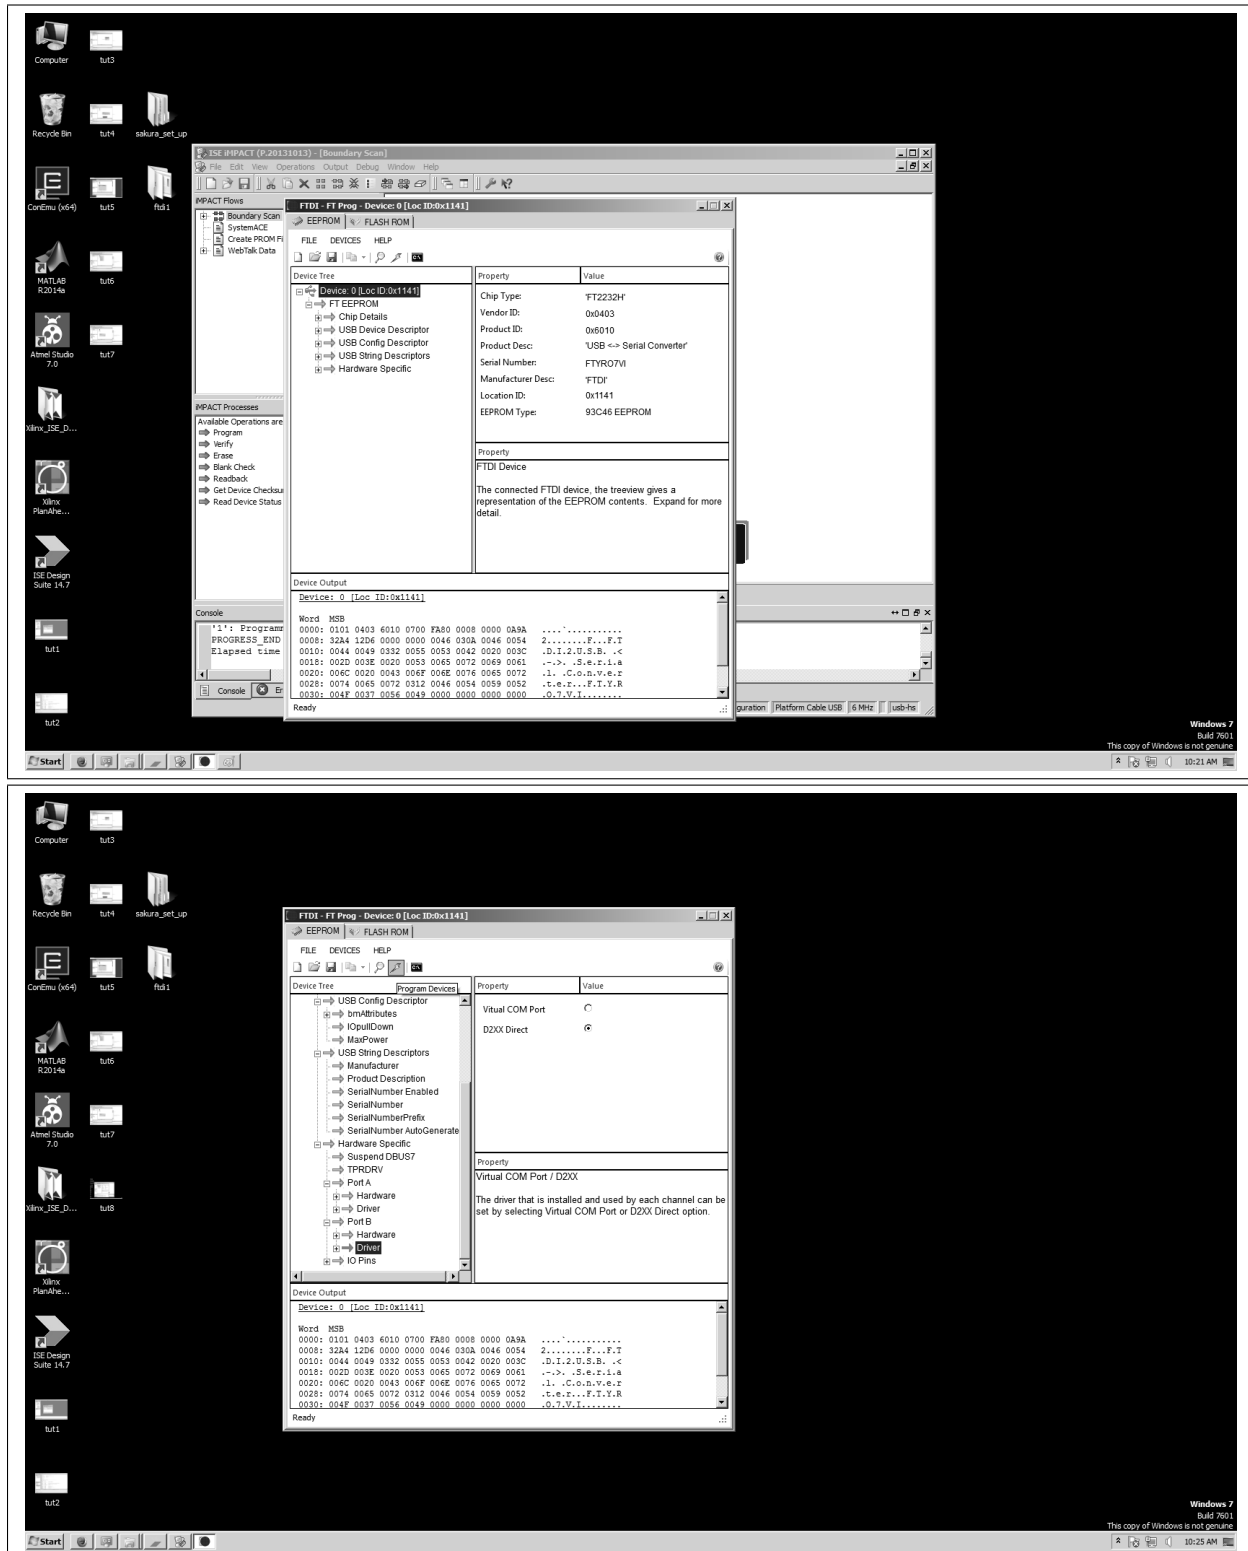 Computer
tut3
Recycle Bin
tut4
sakura_set_up
ConEmu (x64)
tut5
ftdi1
MATLAB
R2014a
tut6
Atmel Studio
7.0
tut7
Xilinx_ISE_D...
Xilinx
PlanAhe...
ISE Design
Suite 14.7
tut1
tut2
ISE iMPACT (P.20131013) - [Boundary Scan]
File Edit View Operations Output Debug Window Help
iMPACT Flows
Boundary Scan
SystemACE
Create PROM Fi
WebTalk Data
iMPACT Processes
Available Operations are
Program
Verify
Erase
Blank Check
Readback
Get Device Checksu
Read Device Status
Console
'1': Programm
PROGRESS_END
Elapsed time
Console
Er
guration
Platform Cable USB
6 MHz
usb-hs
FTDI - FT Prog - Device: 0 [Loc ID:0x1141]
EEPROM
FLASH ROM
FILE DEVICES HELP
Device Tree
Property Value
Device: 0 [Loc ID:0x1141]
FT EEPROM
Chip Details
USB Device Descriptor
USB Config Descriptor
USB String Descriptors
Hardware Specific
Chip Type: 'FT2232H'
Vendor ID: 0x0403
Product ID: 0x6010
Product Desc: 'USB <-> Serial Converter'
Serial Number: FTYRO7VI
Manufacturer Desc: 'FTDI'
Location ID: 0x1141
EEPROM Type: 93C46 EEPROM
Property
FTDI Device
The connected FTDI device, the treeview gives a
representation of the EEPROM contents. Expand for more
detail.
Device Output
Device: 0 [Loc ID:0x1141]
Word MSB
0000: 0101 0403 6010 0700 FA80 0008 0000 0A9A ....`...........
0008: 32A4 12D6 0000 0000 0046 030A 0046 0054 2........F...F.T
0010: 0044 0049 0332 0055 0053 0042 0020 003C .D.I.2.U.S.B. .<
0018: 002D 003E 0020 0053 0065 0072 0069 0061 .-.>. .S.e.r.i.a
0020: 006C 0020 0043 006F 006E 0076 0065 0072 .l. .C.o.n.v.e.r
0028: 0074 0065 0072 0312 0046 0054 0059 0052 .t.e.r...F.T.Y.R
0030: 004F 0037 0056 0049 0000 0000 0000 0000 .O.7.V.I........
Ready
Windows 7
Build 7601
This copy of Windows is not genuine
Start
10:21 AM
Computer
tut3
Recycle Bin
tut4
sakura_set_up
ConEmu (x64)
tut5
ftdi1
MATLAB
R2014a
tut6
Atmel Studio
7.0
tut7
Xilinx_ISE_D...
tut8
Xilinx
PlanAhe...
ISE Design
Suite 14.7
tut1
tut2
FTDI - FT Prog - Device: 0 [Loc ID:0x1141]
EEPROM
FLASH ROM
FILE DEVICES HELP
Device Tree
Program Devices
Property Value
USB Config Descriptor
bmAttributes
IOpullDown
MaxPower
USB String Descriptors
Manufacturer
Product Description
SerialNumber Enabled
SerialNumber
SerialNumberPrefix
SerialNumber AutoGenerate
Hardware Specific
Suspend DBUS7
TPRDRV
Port A
Hardware
Driver
Port B
Hardware
Driver
IO Pins
Vitual COM Port
D2XX Direct
Property
Virtual COM Port / D2XX
The driver that is installed and used by each channel can be
set by selecting Virtual COM Port or D2XX Direct option.
Device Output
Device: 0 [Loc ID:0x1141]
Word MSB
0000: 0101 0403 6010 0700 FA80 0008 0000 0A9A ....`...........
0008: 32A4 12D6 0000 0000 0046 030A 0046 0054 2........F...F.T
0010: 0044 0049 0332 0055 0053 0042 0020 003C .D.I.2.U.S.B. .<
0018: 002D 003E 0020 0053 0065 0072 0069 0061 .-.>. .S.e.r.i.a
0020: 006C 0020 0043 006F 006E 0076 0065 0072 .l. .C.o.n.v.e.r
0028: 0074 0065 0072 0312 0046 0054 0059 0052 .t.e.r...F.T.Y.R
0030: 004F 0037 0056 0049 0000 0000 0000 0000 .O.7.V.I........
Ready
Windows 7
Build 7601
This copy of Windows is not genuine
Start
10:25 AM